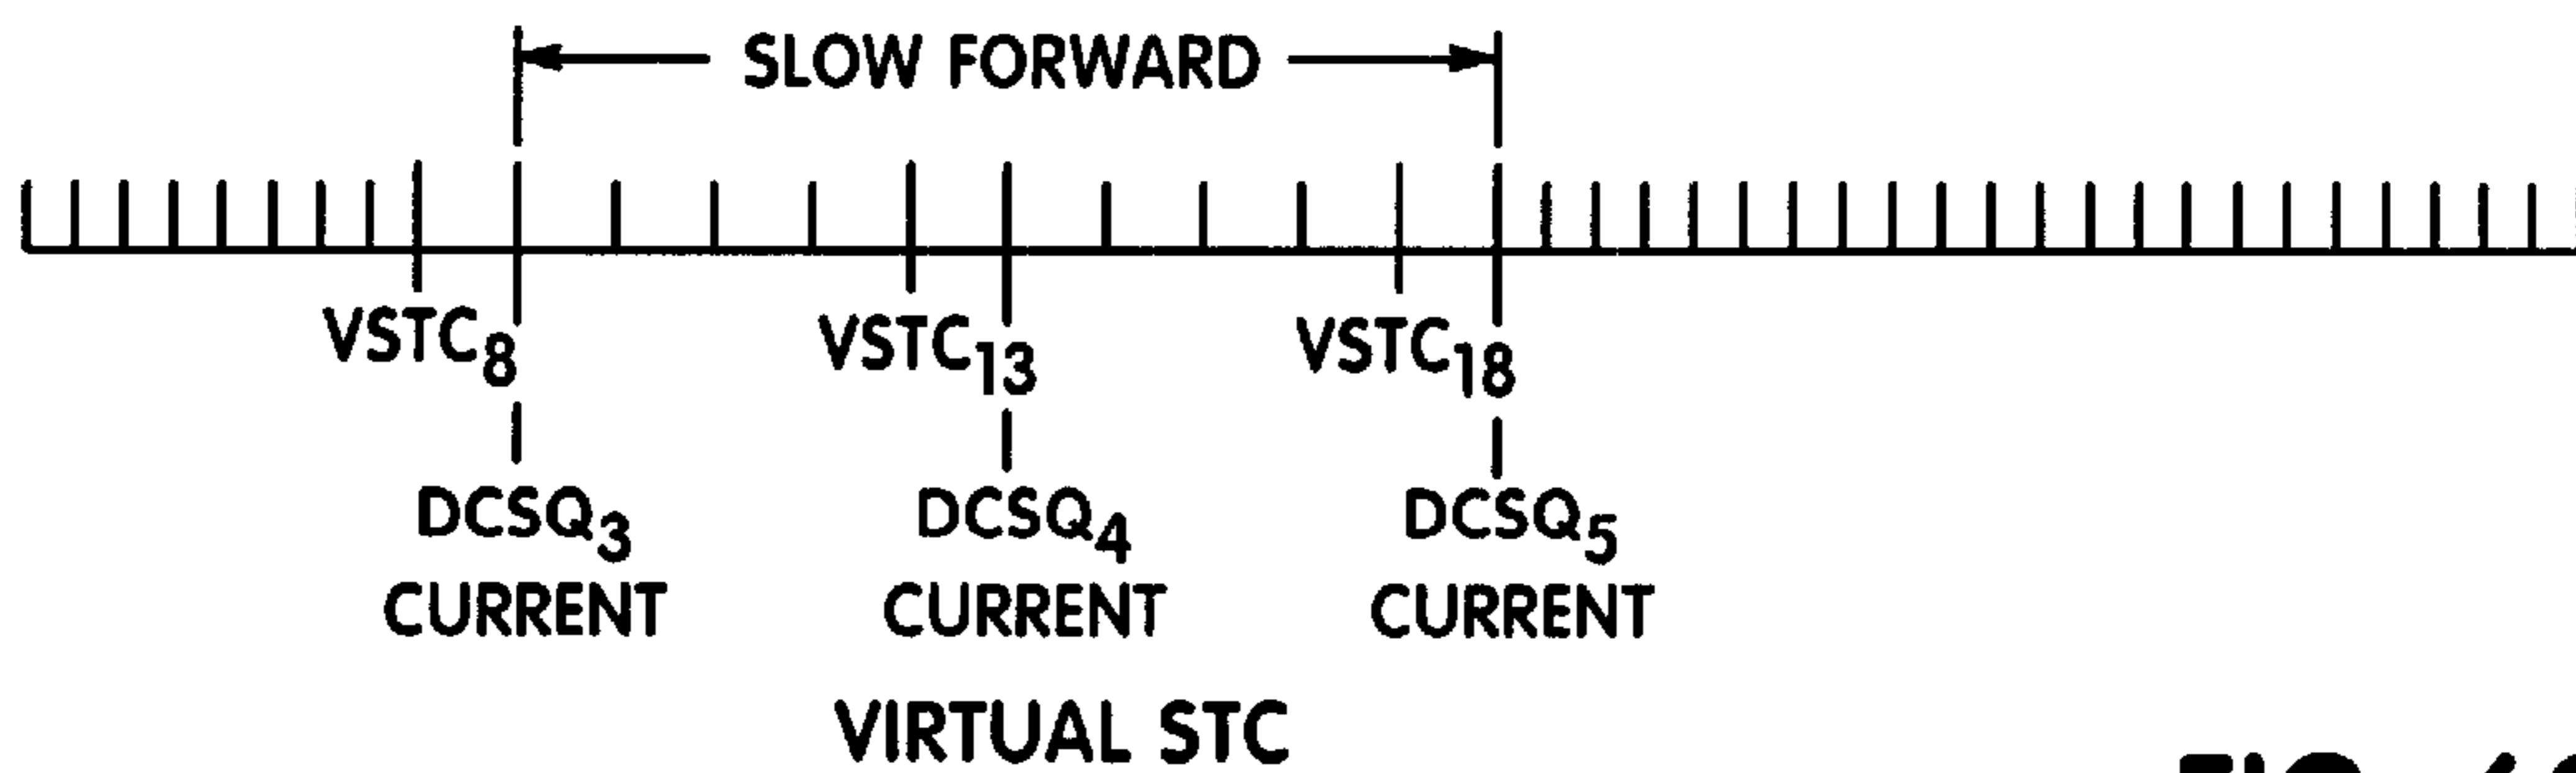 SLOW FORWARD
VSTC8 VSTC13 VSTC18
DCSQ3 DCSQ4 DCSQ5
CURRENT CURRENT CURRENT
VIRTUAL STC